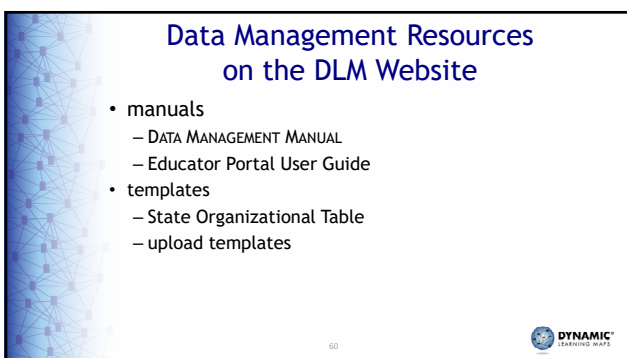 Data Management Resources
on the DLM Website
• manuals
– DATA MANAGEMENT MANUAL
– Educator Portal User Guide
• templates
– State Organizational Table
– upload templates
60
DYNAMIC®
LEARNING MAPS